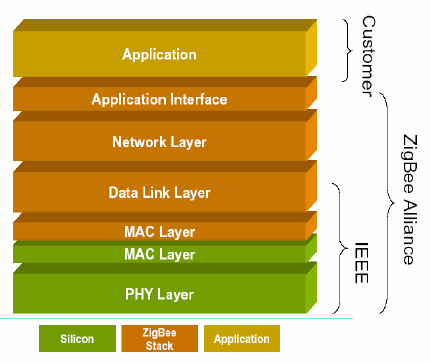 Application
Application Interface
Network Layer
Data Link Layer
MAC Layer
MAC Layer
PHY Layer
Customer
ZigBee Alliance
IEEE
Silicon
ZigBee
Stack
Application